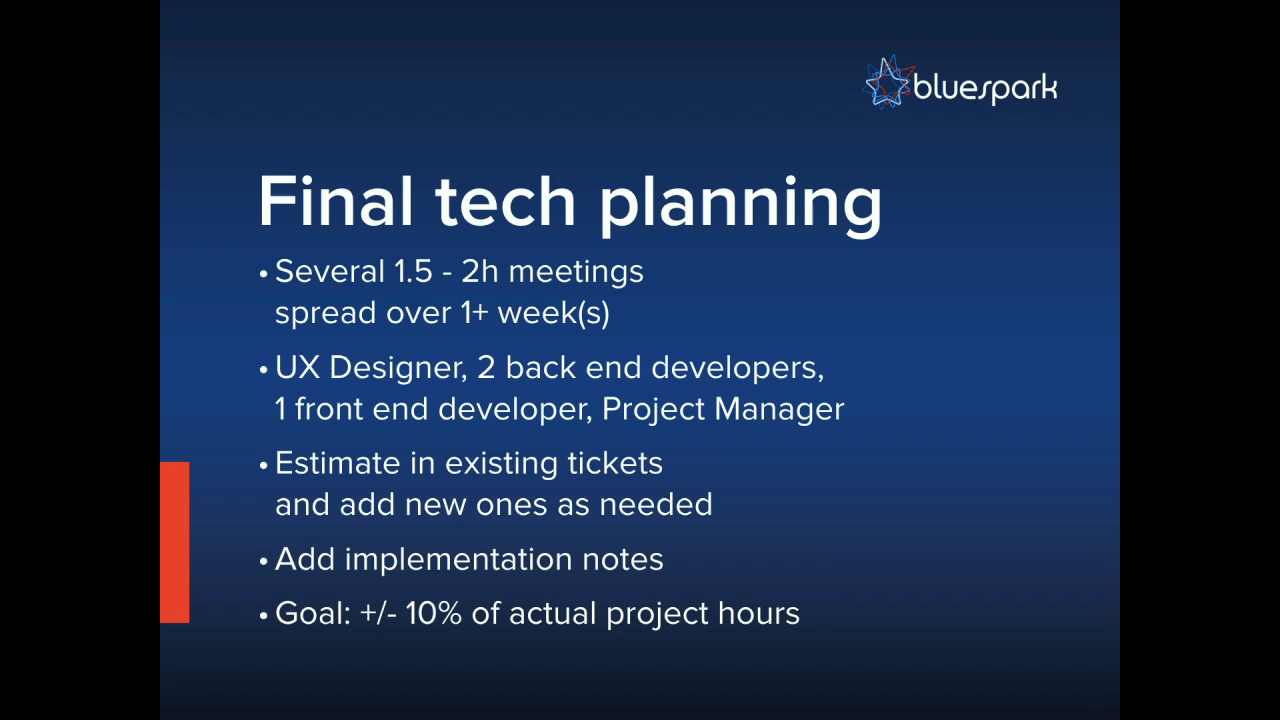 bluespark
Final tech planning
• Several 1.5 - 2h meetings
spread over 1+ week(s)
• UX Designer, 2 back end developers,
1 front end developer, Project Manager
• Estimate in existing tickets
and add new ones as needed
• Add implementation notes
• Goal: +/- 10% of actual project hours